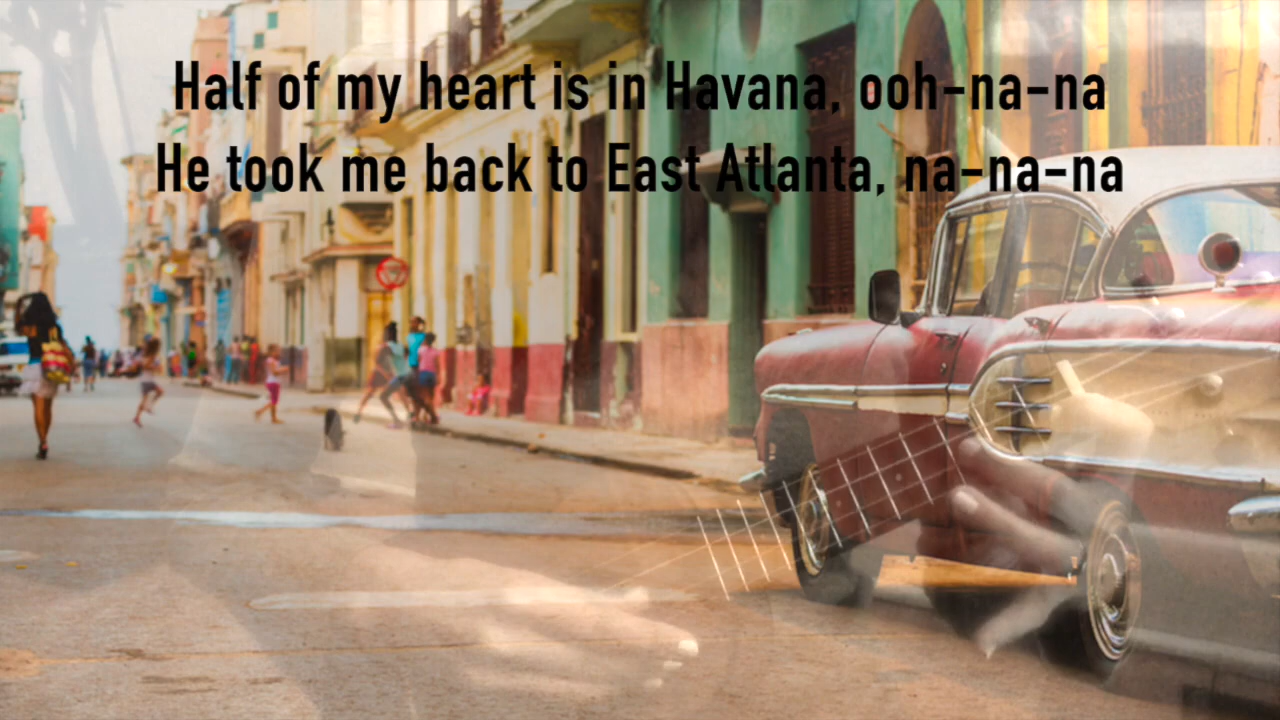 Half of my heart is in Havana, ooh-na-na
He took me back to East Atlanta, na-na-na